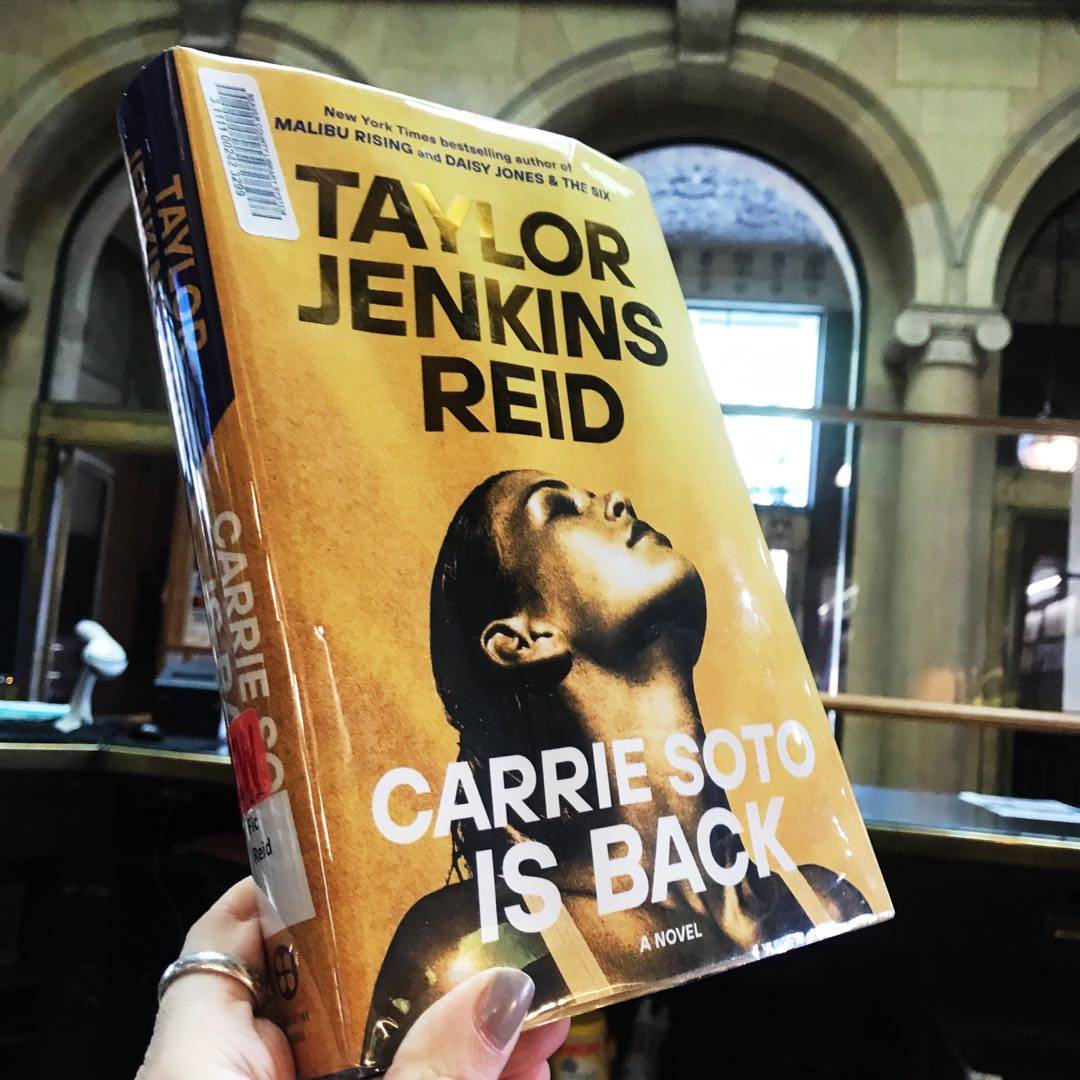 New York Times bestselling author of
MALIBU RISING and DAISY JONES & THE SIX
TAYLOR
JENKINS
REID
CARRIE SOTO
IS BACK
A NOVEL
TAYLOR
CARRIE SO
Fic
Reid